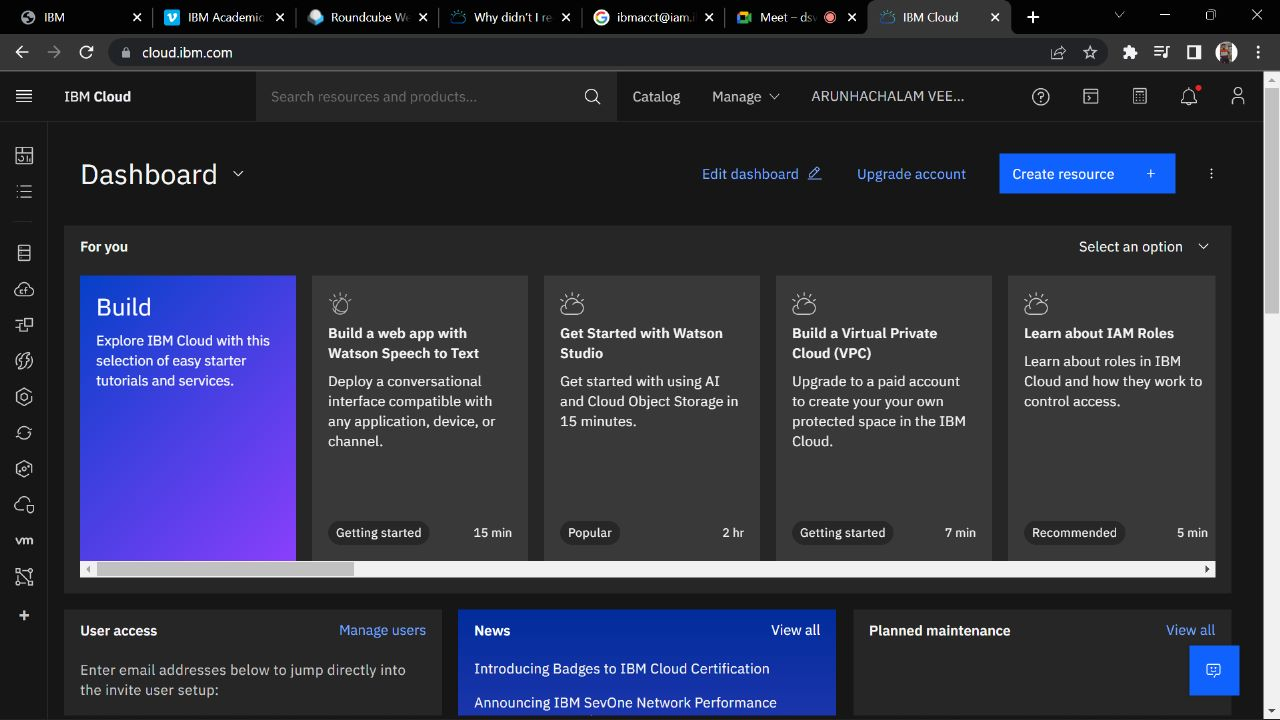 IBM
IBM Academic
Roundcube We
Why didn't I re
ibmacct@iam.i
Meet – dsv
IBM Cloud
cloud.ibm.com
IBM Cloud
Search resources and products...
Catalog
Manage
ARUNHACHALAM VEE...
Dashboard
Edit dashboard
Upgrade account
Create resource +
For you
Select an option
Build
Explore IBM Cloud with this
selection of easy starter
tutorials and services.
Build a web app with
Watson Speech to Text
Deploy a conversational
interface compatible with
any application, device, or
channel.
Getting started
15 min
Get Started with Watson
Studio
Get started with using AI
and Cloud Object Storage in
15 minutes.
Popular
2 hr
Build a Virtual Private
Cloud (VPC)
Upgrade to a paid account
to create your your own
protected space in the IBM
Cloud.
Getting started
7 min
Learn about IAM Roles
Learn about roles in IBM
Cloud and how they work to
control access.
Recommended
5 min
vm
User access
Manage users
Enter email addresses below to jump directly into
the invite user setup:
News
View all
Introducing Badges to IBM Cloud Certification
Announcing IBM SevOne Network Performance
Planned maintenance
View all